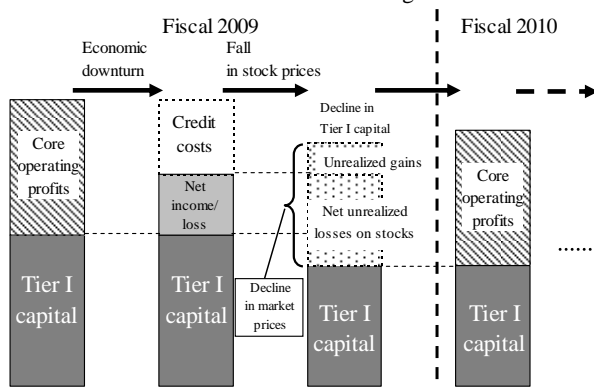 Fiscal 2009
Fiscal 2010
Economic
downturn
Fall
in stock prices
Core
operating
profits
Tier I
capital
Credit
costs
Net
income/
loss
Tier I
capital
Decline in
Tier I capital
Unrealized gains
Net unrealized
losses on stocks
Decline
in market
prices
Tier I
capital
Core
operating
profits
Tier I
capital
......